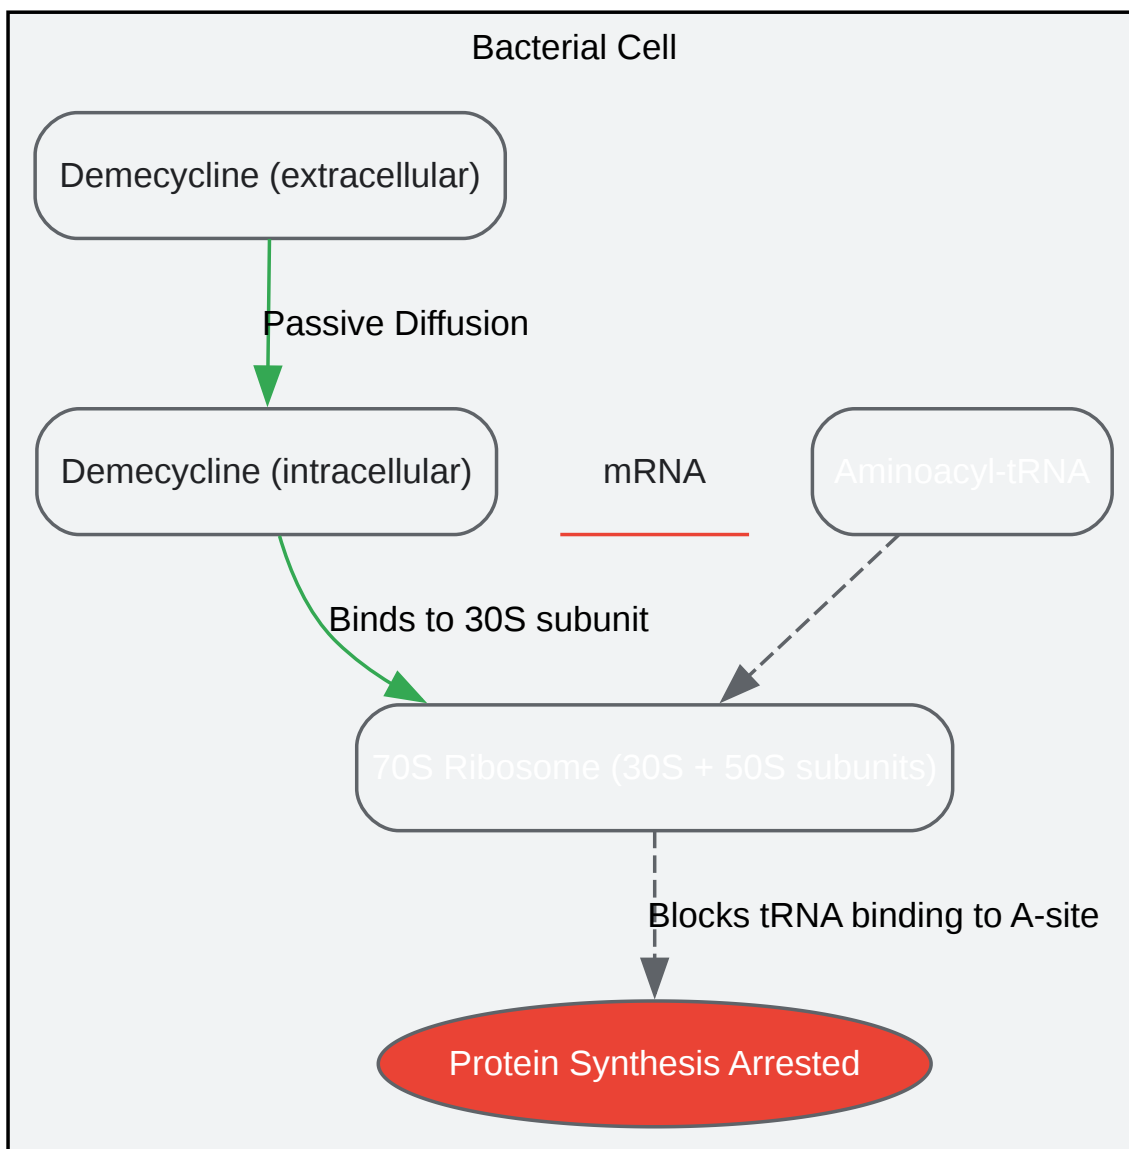 Bacterial Cell
Demecycline (extracellular)
Passive Diffusion
Demecycline (intracellular)
mRNA
Aminoacyl-tRNA
Binds to 30S subunit
70S Ribosome (30S + 50S subunits)
Blocks tRNA binding to A-site
Protein Synthesis Arrested